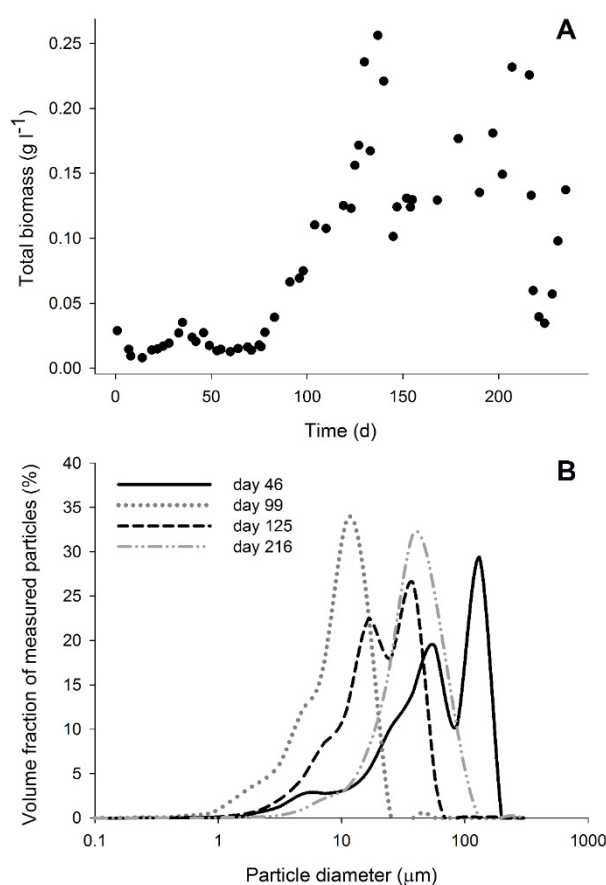 A
0.25
0.20
0.15
0.10
0.05
0.00
Total biomass (g l⁻¹)
0 50 100 150 200
Time (d)
B
40
35
30
25
20
15
10
5
0
Volume fraction of measured particles (%)
day 46
day 99
day 125
day 216
0.1 1 10 100 1000
Particle diameter (μm)